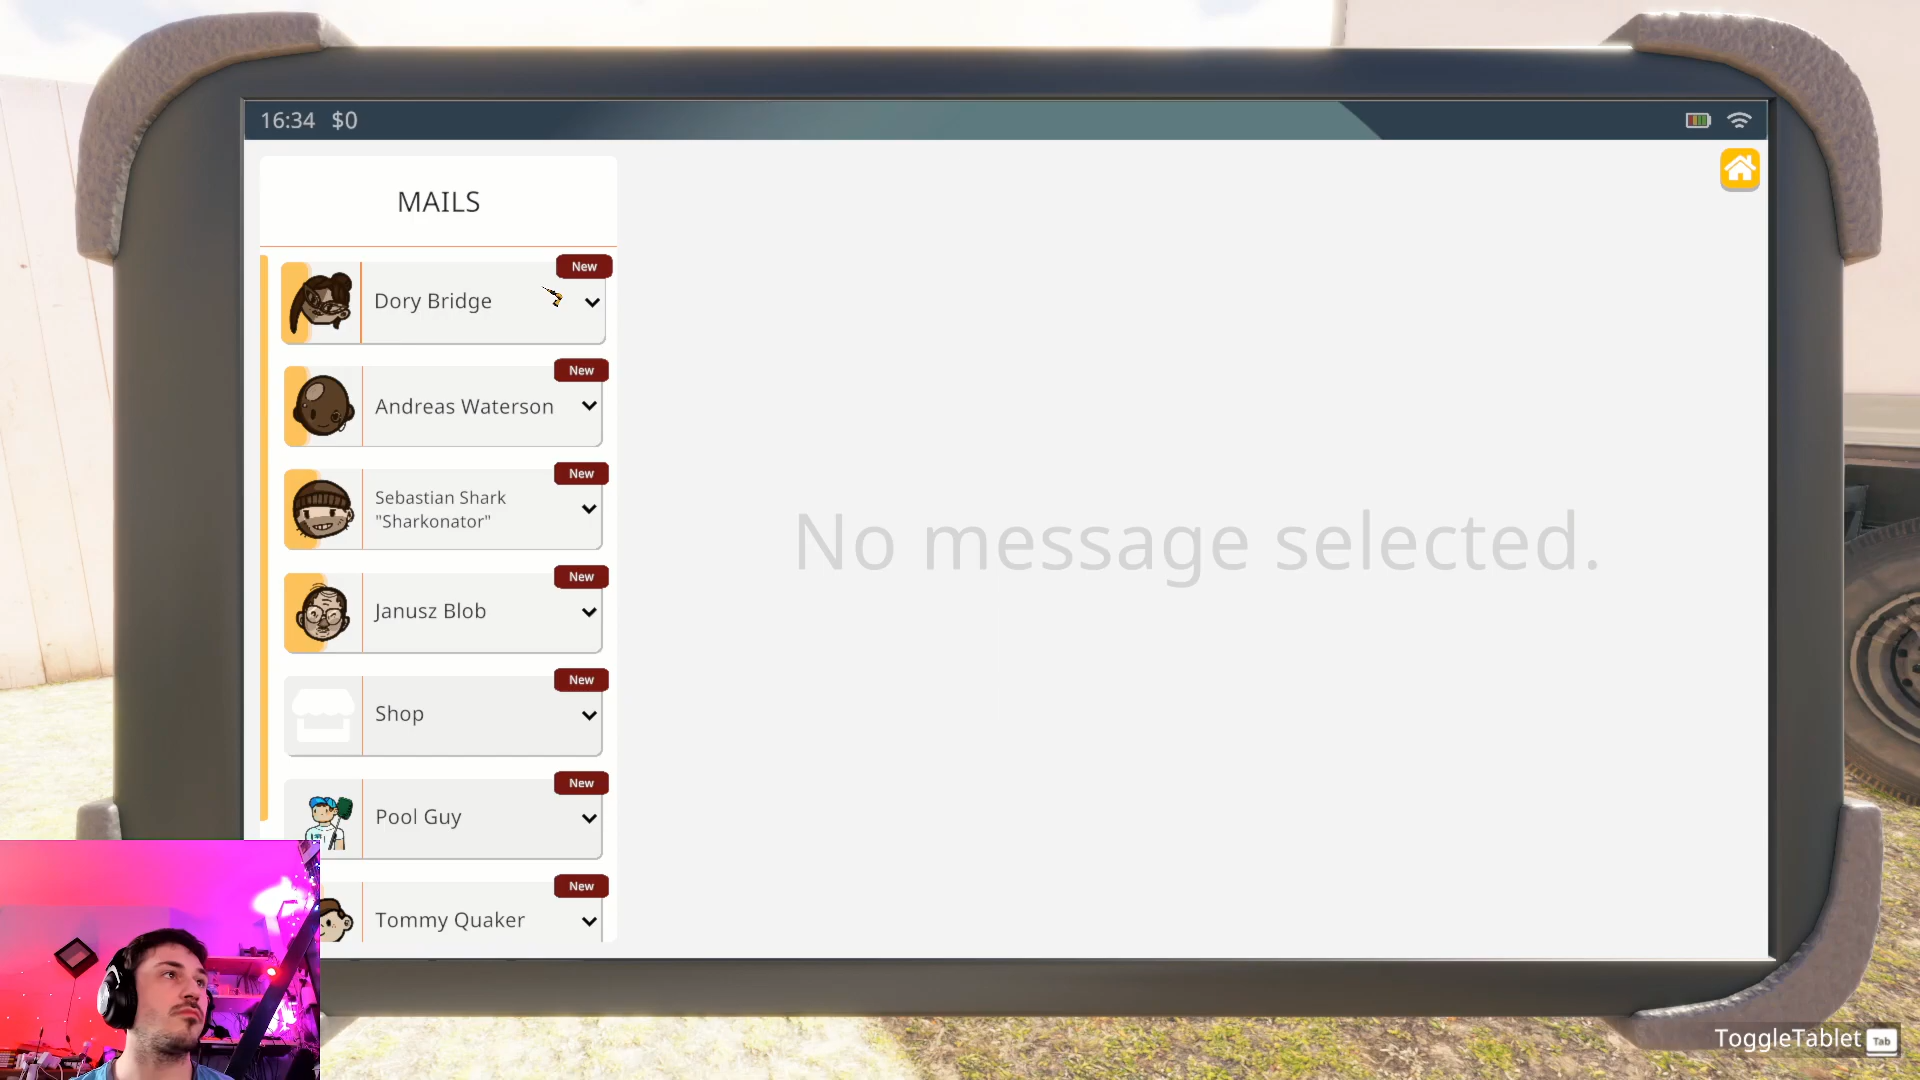 16:34 $0
MAILS
New
Dory Bridge
New
Andreas Waterson
New
Sebastian Shark
"Sharkonator"
New
Janusz Blob
New
Shop
New
Pool Guy
New
Tommy Quaker
No message selected.
ToggleTablet Tab